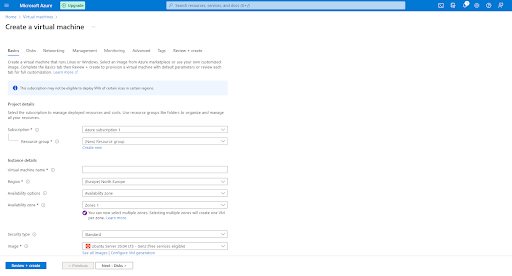 Microsoft Azure
Upgrade
Search resources, services, and docs (G+/)
Home > Virtual machines >
Create a virtual machine
Basics Disks Networking Management Monitoring Advanced Tags Review + create
Create a virtual machine that runs Linux or Windows. Select an image from Azure marketplace or use your own customized
image. Complete the Basics tab then Review + create to provision a virtual machine with default parameters or review each
tab for full customization. Learn more
This subscription may not be eligible to deploy VMs of certain sizes in certain regions.
Project details
Select the subscription to manage deployed resources and costs. Use resource groups like folders to organize and manage
all your resources.
Subscription * Azure subscription 1
Resource group * (New) Resource group
Create new
Instance details
Virtual machine name *
Region * (Europe) North Europe
Availability options Availability zone
Availability zone * Zones 1
You can now select multiple zones. Selecting multiple zones will create one VM
per zone. Learn more
Security type Standard
Image * Ubuntu Server 20.04 LTS - Gen2 (free services eligible)
See all images | Configure VM generation
Review + create < Previous Next : Disks >